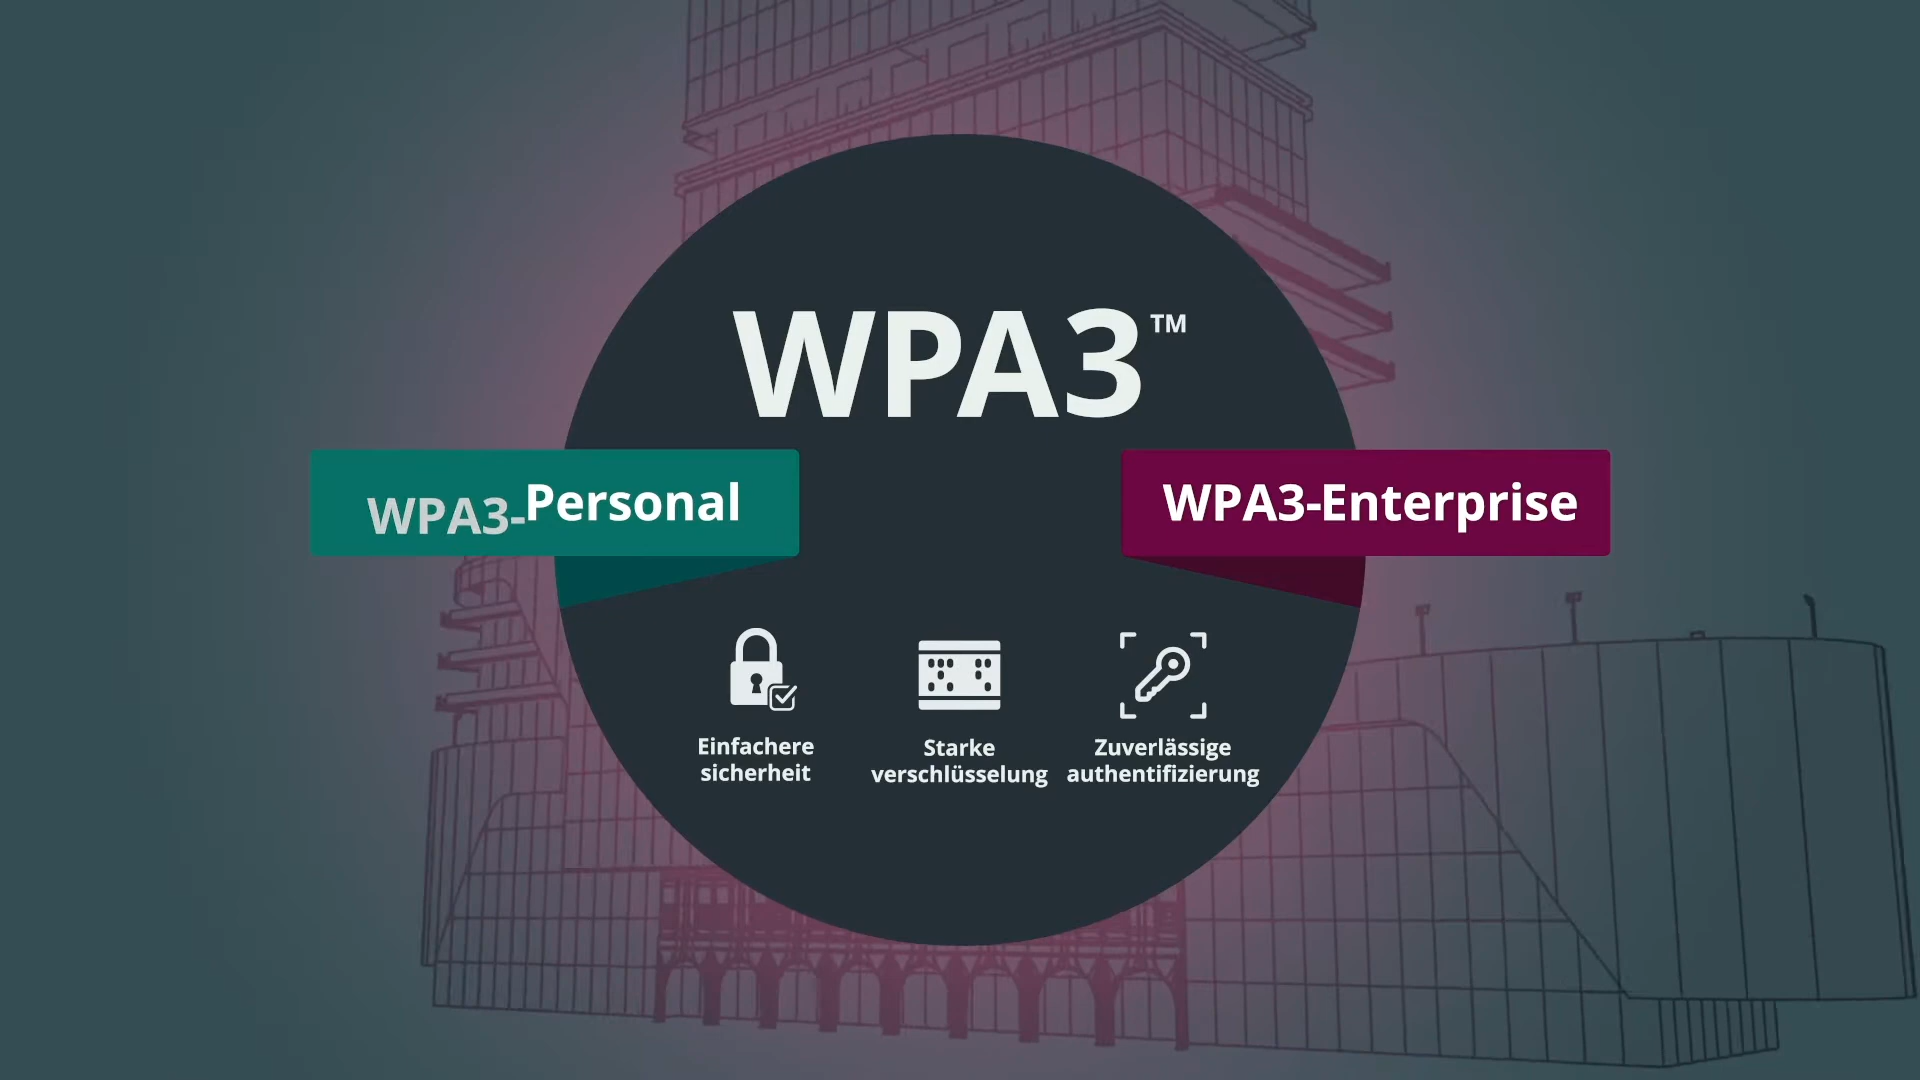 WPA3™
WPA3-Personal
WPA3-Enterprise
Einfachere
sicherheit
Starke
verschlüsselung
Zuverlässige
authentifizierung